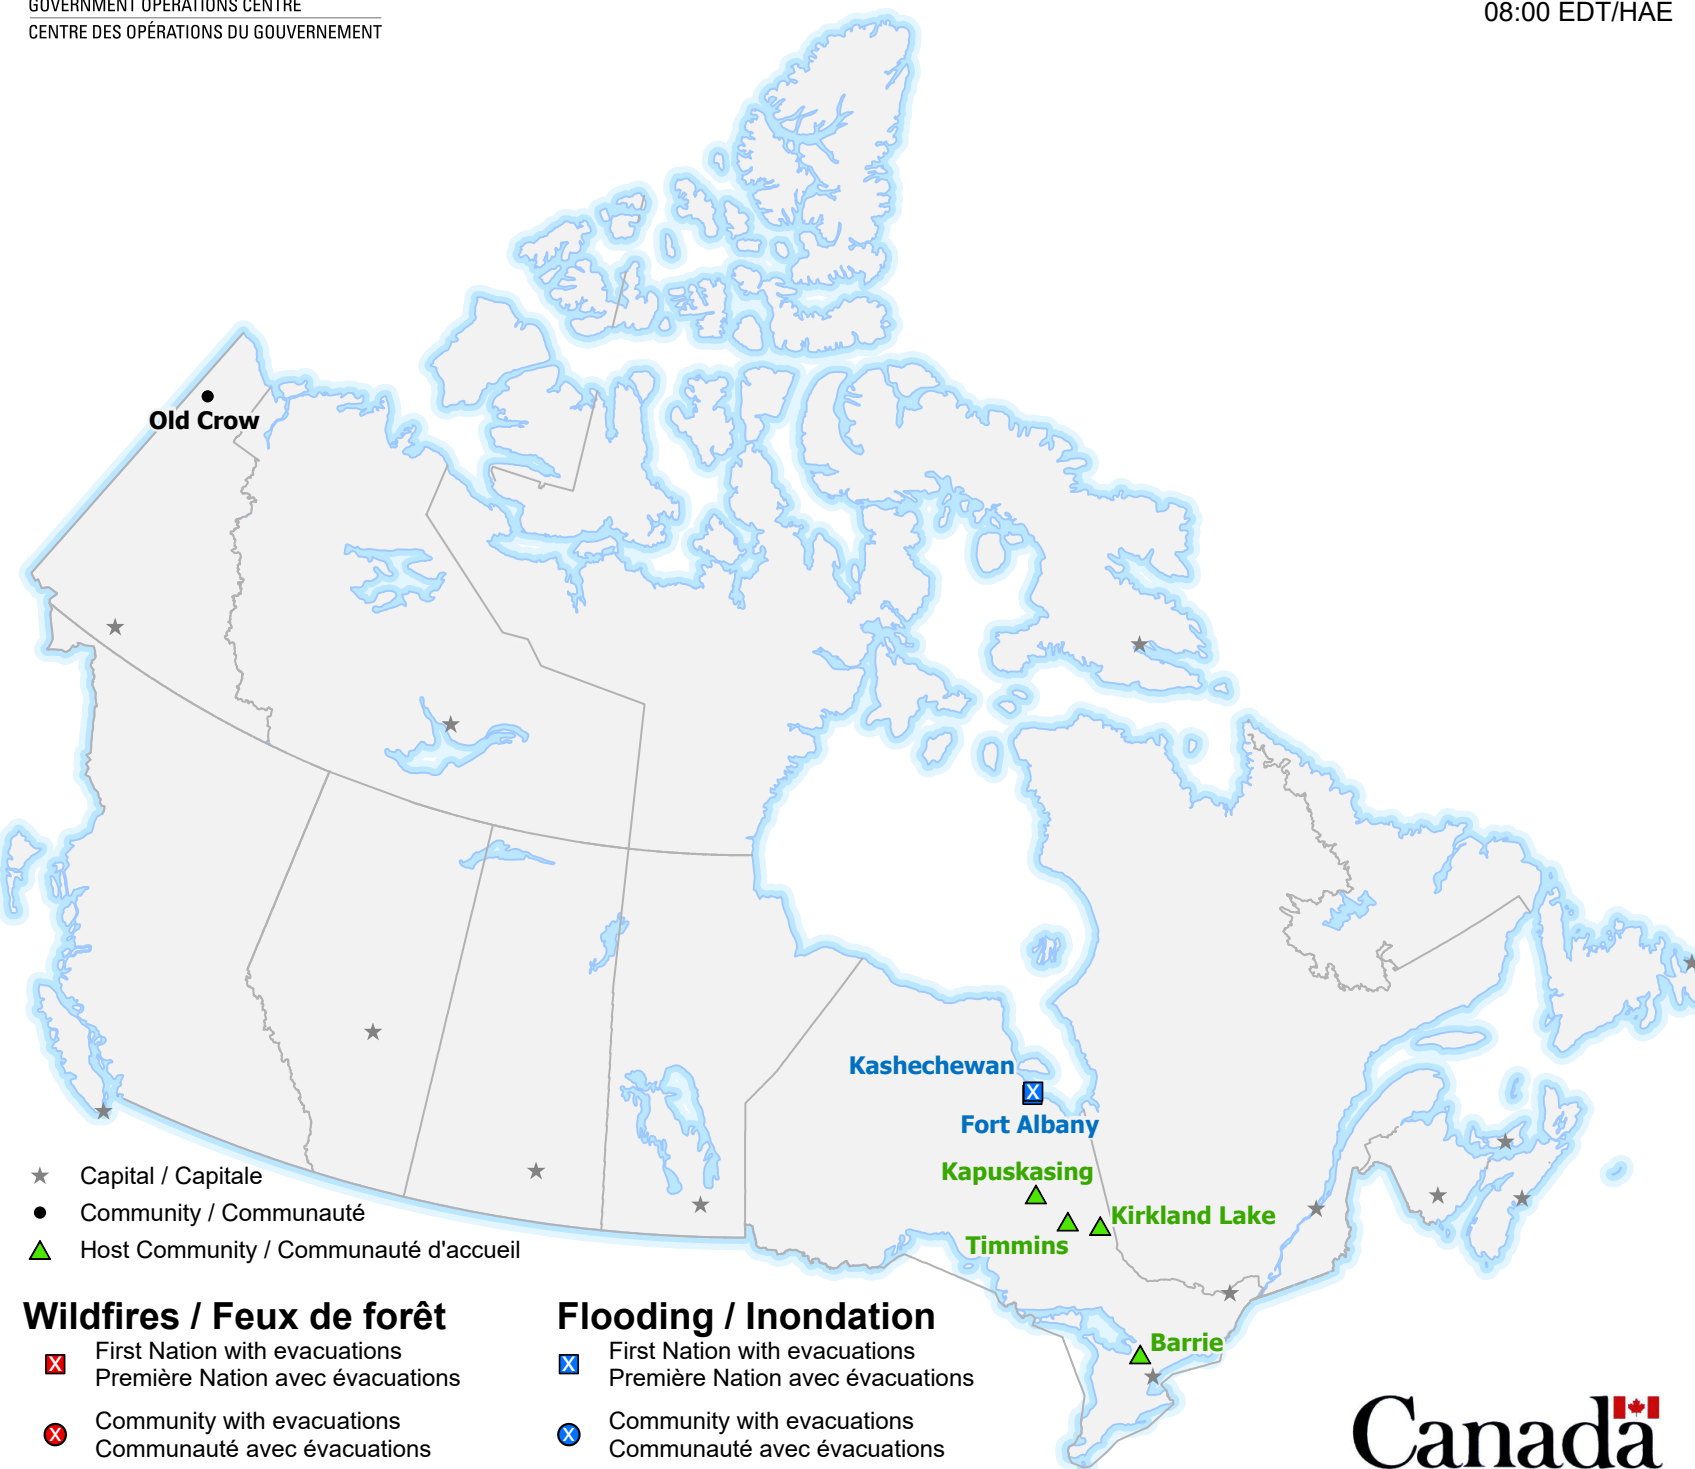 GOVERNMENT OPERATIONS CENTRE
CENTRE DES OPÉRATIONS DU GOUVERNEMENT
08:00 EDT/HAE
Old Crow
Kashechewan
X
Fort Albany
Kapuskasing
Kirkland Lake
Timmins
Barrie
Capital / Capitale
Community / Communauté
Host Community / Communauté d'accueil
Wildfires / Feux de forêt
X
First Nation with evacuations
Première Nation avec évacuations
X
Community with evacuations
Communauté avec évacuations
Flooding / Inondation
X
First Nation with evacuations
Première Nation avec évacuations
X
Community with evacuations
Communauté avec évacuations
Canada